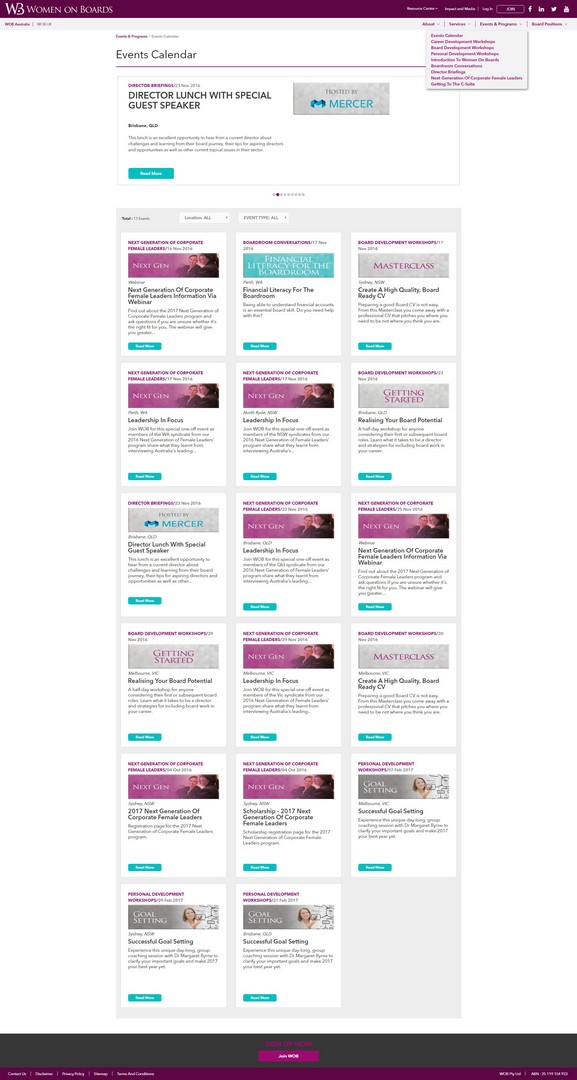 WB WOMEN ON BOARDS
Resource Centre
Impact and Media
Log In
JOIN
WOB Australia | WOB UK
About
Services
Events & Programs
Board Positions
Events Calendar
Career Development Workshops
Board Development Workshops
Personal Development Workshops
Introduction To Women On Boards
Boardroom Conversations
Director Briefings
Next Generation Of Corporate Female Leaders
Getting To The C-Suite
Events & Programs / Events Calendar
Events Calendar
DIRECTOR BRIEFINGS/23 Nov 2016
DIRECTOR LUNCH WITH SPECIAL
GUEST SPEAKER
Brisbane, QLD
This lunch is an excellent opportunity to hear from a current director about
challenges and learning from their board journey, their tips for aspiring directors
and opportunities as well as other current topical issues in their sector.
Read More
HOSTED BY
MERCER
Total : 17 Events
Location: ALL
EVENT TYPE: ALL
NEXT GENERATION OF CORPORATE
FEMALE LEADERS/16 Nov 2016
NEXT GEN
Webinar
Next Generation Of Corporate
Female Leaders Information Via
Webinar
Find out about the 2017 Next Generation of
Corporate Female Leaders program and
ask questions if you are unsure whether it's
the right fit for you. The webinar will
give you greater...
Read More
BOARDROOM CONVERSATIONS/17 Nov
2016
FINANCIAL
LITERACY FOR THE
BOARDROOM
Perth, WA
Financial Literacy For The
Boardroom
Being able to understand financial accounts
is an essential board skill. Do you need help
with this?
Read More
BOARD DEVELOPMENT WORKSHOPS/17
Nov 2016
MASTERCLASS
Sydney, NSW
Create A High Quality, Board
Ready CV
Preparing a good Board CV is not easy.
From this Masterclass you come away with a
professional CV that pitches you where you
need to be not where you think you are.
Read More
NEXT GENERATION OF CORPORATE
FEMALE LEADERS/17 Nov 2016
NEXT GEN
Perth, WA
Leadership In Focus
Join WOB for this special one-off event as
members of the WA syndicate from our
2016 Next Generation of Female Leaders'
program share what they learnt from
interviewing Australia's leading...
Read More
NEXT GENERATION OF CORPORATE
FEMALE LEADERS/17 Nov 2016
NEXT GEN
North Ryde, NSW
Leadership In Focus
Join WOB for this special one-off event as
members of the NSW syndicates from our
2016 Next Generation of Female Leaders'
program share what they learnt from
interviewing Australia's...
Read More
BOARD DEVELOPMENT WORKSHOPS/23
Nov 2016
GETTING
STARTED
Brisbane, QLD
Realising Your Board Potential
A half-day workshop for anyone
considering their first or subsequent board
roles. Learn what it takes to be a director
and strategies for including board work in
your career.
Read More
DIRECTOR BRIEFINGS/23 Nov 2016
HOSTED BY
MERCER
Brisbane, QLD
Director Lunch With Special
Guest Speaker
This lunch is an excellent opportunity to
hear from a current director about
challenges and learning from their board
journey, their tips for aspiring directors and
opportunities as well as other...
Read More
NEXT GENERATION OF CORPORATE
FEMALE LEADERS/23 Nov 2016
NEXT GEN
Brisbane, QLD
Leadership In Focus
Join WOB for this special one-off event as
members of the Qld syndicate from our
2016 Next Generation of Female Leaders'
program share what they learnt from
interviewing Australia's leading...
Read More
NEXT GENERATION OF CORPORATE
FEMALE LEADERS/25 Nov 2016
NEXT GEN
Webinar
Next Generation Of Corporate
Female Leaders Information Via
Webinar
Find out about the 2017 Next Generation of
Corporate Female Leaders program and
ask questions if you are unsure whether it's
the right fit for you. The webinar will
give you greater...
Read More
BOARD DEVELOPMENT WORKSHOPS/29
Nov 2016
GETTING
STARTED
Melbourne, VIC
Realising Your Board Potential
A half-day workshop for anyone
considering their first or subsequent board
roles. Learn what it takes to be a director
and strategies for including board work in
your career.
Read More
NEXT GENERATION OF CORPORATE
FEMALE LEADERS/29 Nov 2016
NEXT GEN
Melbourne, VIC
Leadership In Focus
Join WOB for this special one-off event as
members of the Vic syndicate from our
2016 Next Generation of Female Leaders'
program share what they learnt from
interviewing Australia's leading...
Read More
BOARD DEVELOPMENT WORKSHOPS/30
Nov 2016
MASTERCLASS
Melbourne, VIC
Create A High Quality, Board
Ready CV
Preparing a good Board CV is not easy.
From this Masterclass you come away with
a professional CV that pitches you where
you need to be not where you think you are.
Read More
NEXT GENERATION OF CORPORATE
FEMALE LEADERS/04 Oct 2016
NEXT GEN
Sydney, NSW
2017 Next Generation Of
Corporate Female Leaders
Registration page for the 2017 Next
Generation of Corporate Female Leaders
program.
Read More
NEXT GENERATION OF CORPORATE
FEMALE LEADERS/04 Oct 2016
NEXT GEN
Sydney, NSW
Scholarship - 2017 Next
Generation Of Corporate
Female Leaders
Scholarship registration page for the 2017
Next Generation of Corporate Female
Leaders.
Read More
PERSONAL DEVELOPMENT
WORKSHOPS/07 Feb 2017
GOAL
SETTING
Melbourne, VIC
Successful Goal Setting
Experience this unique day-long, group
coaching session with Dr Margaret Byrne to
clarify your important goals and make 2017
your best year yet.
Read More
PERSONAL DEVELOPMENT
WORKSHOPS/09 Feb 2017
GOAL
SETTING
Sydney, NSW
Successful Goal Setting
Experience this unique day-long, group
coaching session with Dr Margaret Byrne to
clarify your important goals and make 2017
your best year yet.
Read More
PERSONAL DEVELOPMENT
WORKSHOPS/21 Feb 2017
GOAL
SETTING
Brisbane, QLD
Successful Goal Setting
Experience this unique day-long, group
coaching session with Dr Margaret Byrne to
clarify your important goals and make 2017
your best year yet.
Read More
SIGN UP NOW
Join WOB
Contact Us | Disclaimer | Privacy Policy | Sitemap | Terms And Conditions
WOB Pty Ltd | ABN : 35 119 154 923